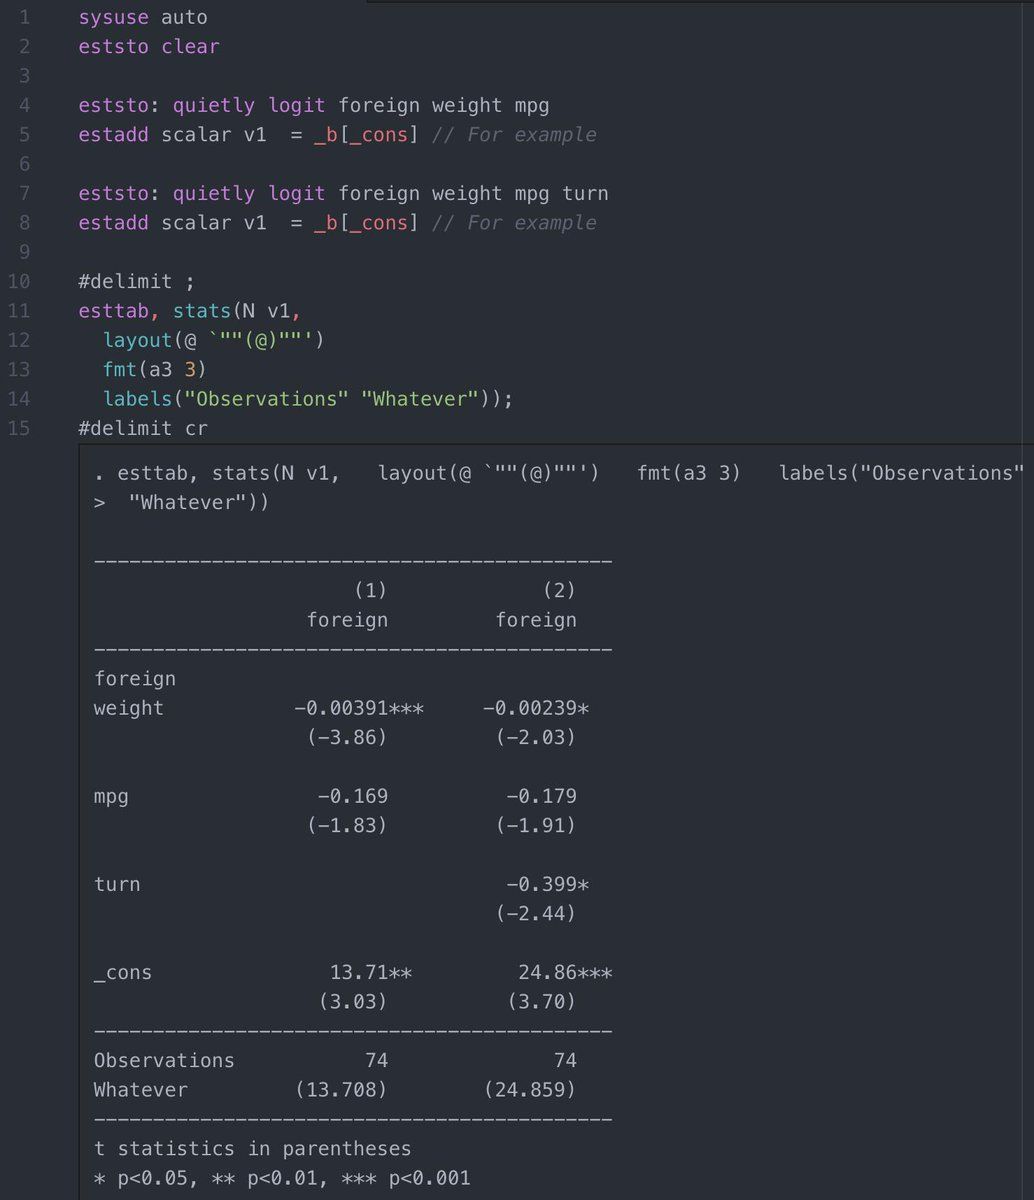 1 sysuse auto
2 eststo clear
3
4 eststo: quietly logit foreign weight mpg
5 estadd scalar v1  = _b[_cons] // For example
6
7 eststo: quietly logit foreign weight mpg turn
8 estadd scalar v1  = _b[_cons] // For example
9
10 #delimit ;
11 esttab, stats(N v1,
12   layout(@ `""(@)""')
13   fmt(a3 3)
14   labels("Observations" "Whatever"));
15 #delimit cr
. esttab, stats(N v1,   layout(@ `""(@)""')   fmt(a3 3)   labels("Observations"
>  "Whatever"))
--------------------------------------------
                      (1)             (2)
                  foreign         foreign
--------------------------------------------
foreign
weight           -0.00391***     -0.00239*
                  (-3.86)         (-2.03)
mpg                -0.169          -0.179
                  (-1.83)         (-1.91)
turn                               -0.399*
                                  (-2.44)
_cons               13.71**         24.86***
                   (3.03)          (3.70)
--------------------------------------------
Observations           74              74
Whatever         (13.708)        (24.859)
--------------------------------------------
t statistics in parentheses
* p<0.05, ** p<0.01, *** p<0.001